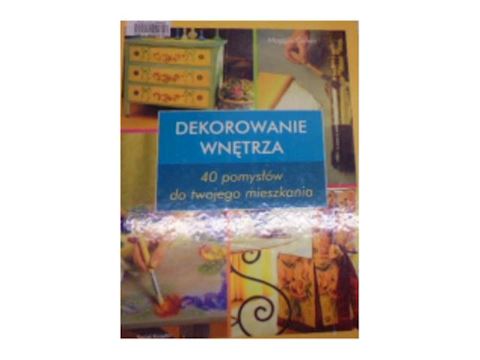 DEKOROWANIE
WNĘTRZA
40 pomysłów
do twojego mieszkania